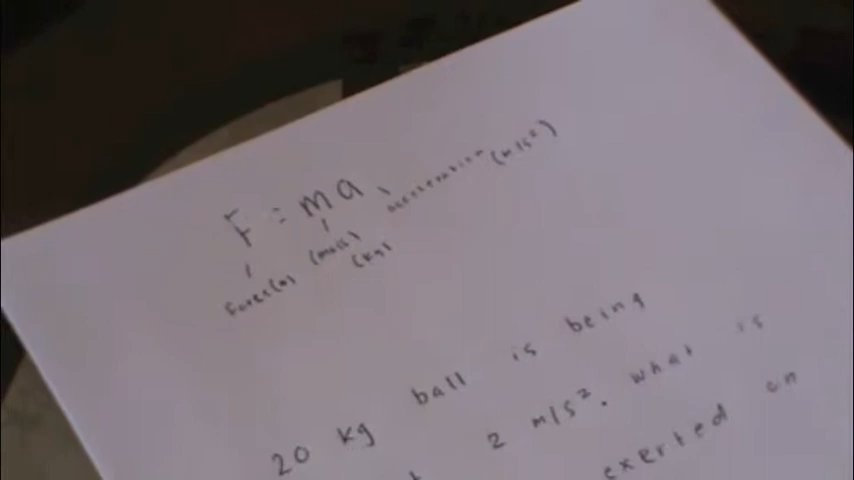 F = ma
acceleration (m/s²)
(mass)
(kg)
Force(n)
20 kg ball is being
2 m/s². what is
exerted on